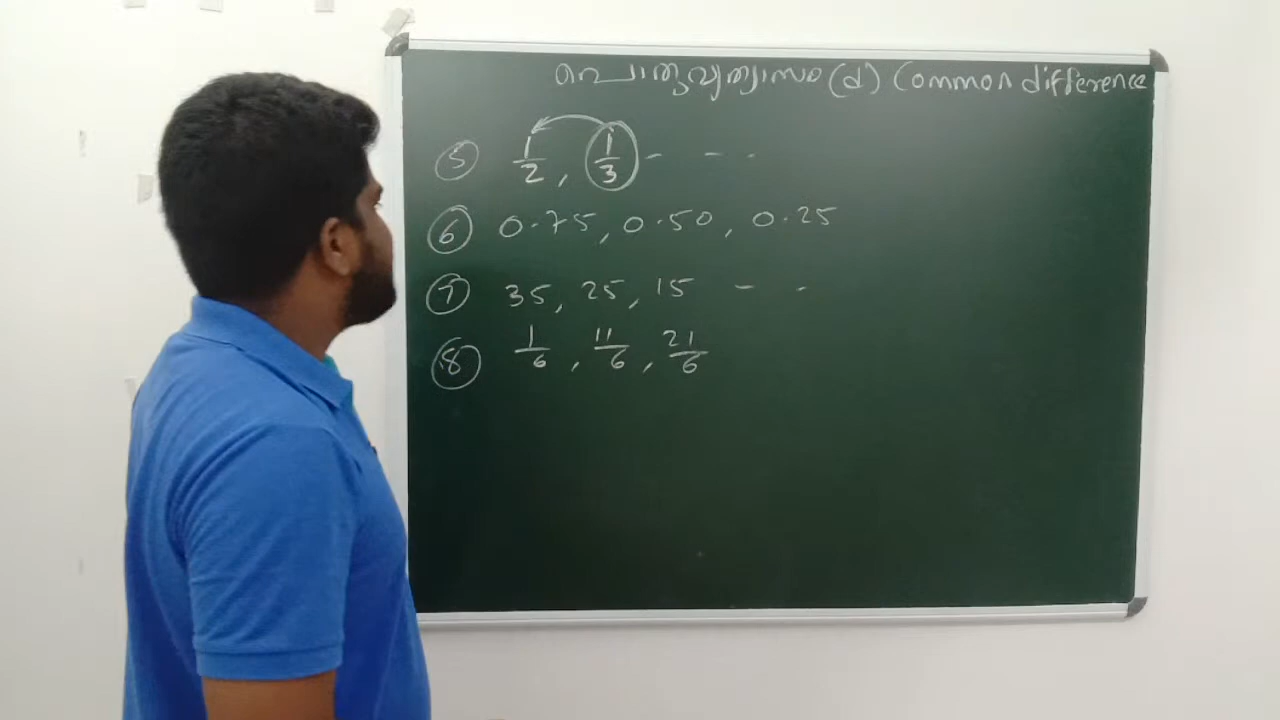 പൊതുവ്യത്യാസം (d) Common difference
5 1/2, 1/3 - - -
6 0.75, 0.50, 0.25
7 35, 25, 15 - -
8 1/6, 11/6, 21/6